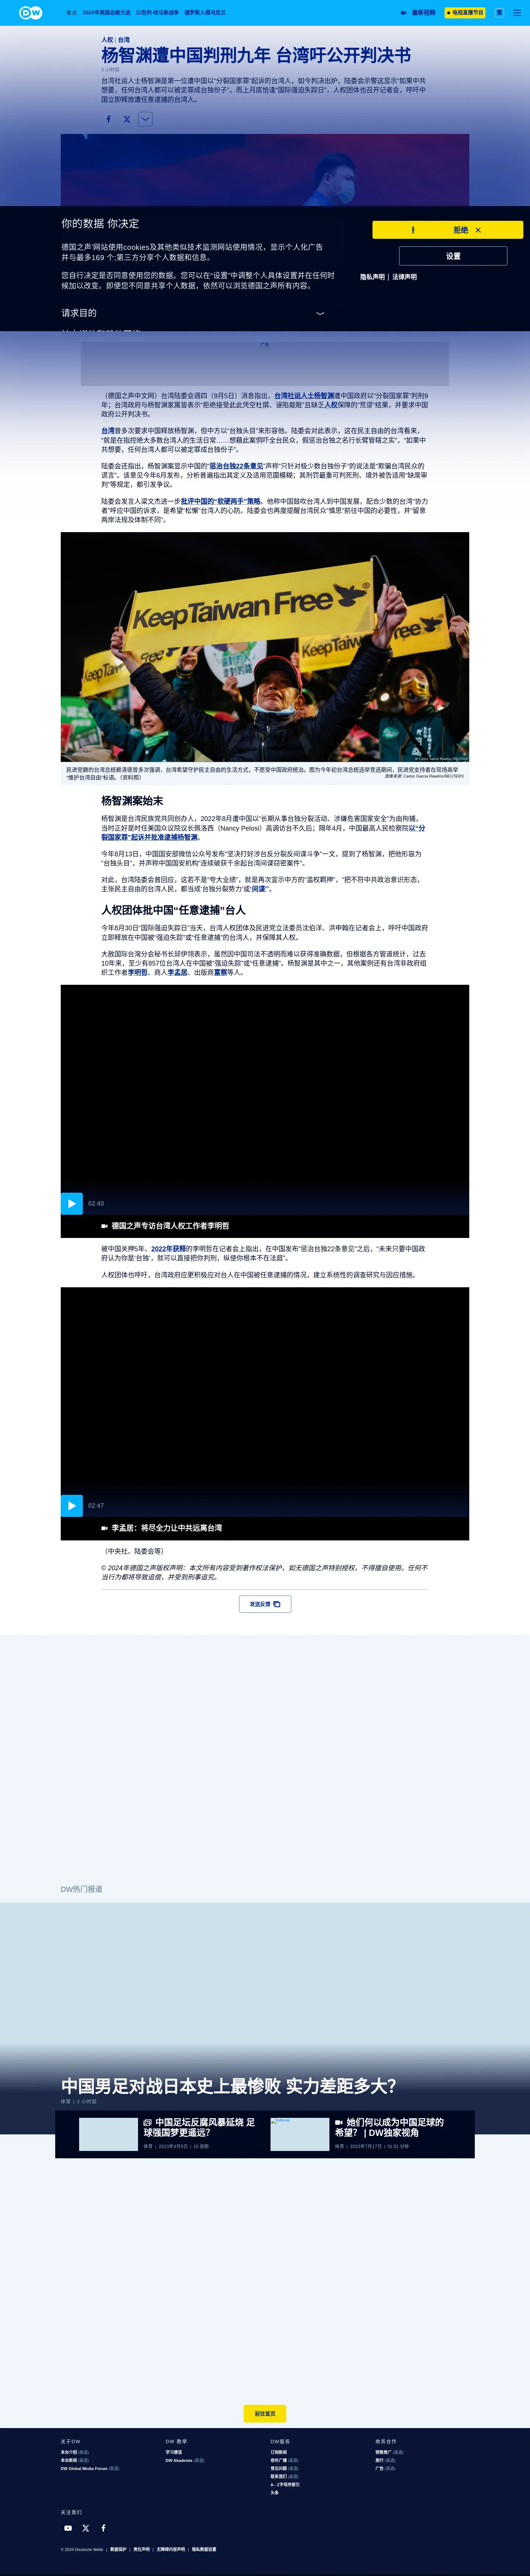 DW
焦点 2024年美国总统大选 以色列-哈马斯战争 俄罗斯入侵乌克兰
最新视频 电视直播节目 繁
人权 | 台湾
杨智渊遭中国判刑九年 台湾吁公开判决书
3 小时前
台湾社运人士杨智渊是第一位遭中国以“分裂国家罪”起诉的台湾人，如今判决出炉，陆委会示警这显示“如果中共
想要，任何台湾人都可以被定罪成台独份子”。而上月底恰逢“国际强迫失踪日”，人权团体也召开记者会，呼吁中
国立即释放遭任意逮捕的台湾人。
你的数据 你决定
德国之声'网站使用cookies及其他类似技术监测网站使用情况，显示个人化广告
并与最多169 个;第三方分享个人数据和信息。
您自行决定是否同意使用您的数据。您可以在“设置”中调整个人具体设置并在任何时
候加以改变。即便您不同意共享个人数据，依然可以浏览德国之声所有内容。
请求目的
拒绝
设置
隐私声明 | 法律声明
广告
（德国之声中文网）台湾陆委会週四（9月5日）消息指出，台湾社运人士杨智渊遭中国政府以“分裂国家罪”判刑9
年；台湾政府与杨智渊家属皆表示“拒绝接受此此凭空杜撰、诬陷栽赃”且缺乏人权保障的“荒谬”结果，并要求中国
政府公开判决书。
台湾曾多次要求中国释放杨智渊，但中方以“台独头目”来形容他。陆委会对此表示，这在民主自由的台湾看来，
“就是在指控绝大多数台湾人的生活日常……想藉此案恫吓全台民众，假惩治台独之名行长臂管辖之实”，“如果中
共想要，任何台湾人都可以被定罪成台独份子”。
陆委会还指出，杨智渊案显示中国的“惩治台独22条意见”声称“只针对极少数台独份子”的说法是“欺骗台湾民众的
谎言”。该意见今年6月发布，分析普遍指出其定义及适用范围模糊；其刑罚最重可判死刑、境外被告适用“缺席审
判”等规定，都引发争议。
陆委会发言人梁文杰进一步批评中国的“软硬两手”策略。他称中国鼓吹台湾人到中国发展，配合少数的台湾“协力
者”呼应中国的诉求，是希望“松懈”台湾人的心防。陆委会也再度提醒台湾民众“慎思”前往中国的必要性，并“留意
两岸法规及体制不同”。
Keep Taiwan Free
© Carlos Garcia Rawlins/REUTERS
民进党籍的台湾总统赖清德曾多次强调，台湾希望守护民主自由的生活方式，不愿受中国政府统治。图为今年初台湾总统选举竞选期间，民进党支持者在现场高举
“维护台湾自由”标语。（资料照）
图像来源: Carlos Garcia Rawlins/REUTERS
杨智渊案始末
杨智渊是台湾民族党共同创办人，2022年8月遭中国以“长期从事台独分裂活动、涉嫌危害国家安全”为由拘捕，
当时正好是时任美国众议院议长佩洛西（Nancy Pelosi）高调访台不久后；隔年4月，中国最高人民检察院以“分
裂国家罪”起诉并批准逮捕杨智渊。
今年8月13日，中国国安部微信公众号发布“坚决打好涉台反分裂反间谍斗争”一文，提到了杨智渊，把他形容为
“台独头目”，并声称中国国安机构“连续破获千余起台湾间谍窃密案件”。
对此，台湾陆委会曾回应，这若不是“夸大业绩”，就是再次宣示中方的“滥权羁押”，“把不符中共政治意识形态，
主张民主自由的台湾人民，都当成‘台独分裂势力’或‘间谍’”。
人权团体批中国“任意逮捕”台人
今年8月30日“国际强迫失踪日”当天，台湾人权团体及民进党立法委员沈伯洋、洪申翰在记者会上，呼吁中国政府
立即释放在中国被“强迫失踪”或“任意逮捕”的台湾人，并保障其人权。
大赦国际台湾分会秘书长邱伊翎表示，虽然因中国司法不透明而难以获得准确数据，但根据各方管道统计，过去
10年来，至少有857位台湾人在中国被“强迫失踪”或“任意逮捕”。杨智渊是其中之一，其他案例还有台湾非政府组
织工作者李明哲、商人李孟居、出版商富察等人。
02:40
德国之声专访台湾人权工作者李明哲
被中国关押5年、2022年获释的李明哲在记者会上指出，在中国发布“惩治台独22条意见”之后，“未来只要中国政
府认为你是‘台独’，就可以直接把你判刑，纵使你根本不在法庭”。
人权团体也呼吁，台湾政府应更积极应对台人在中国被任意逮捕的情况，建立系统性的调查研究与因应措施。
02:47
李孟居：将尽全力让中共远离台湾
（中央社、陆委会等）
© 2024年德国之声版权声明：本文所有内容受到著作权法保护，如无德国之声特别授权，不得擅自使用。任何不
当行为都将导致追偿，并受到刑事追究。
发送反馈
DW热门报道
中国男足对战日本史上最惨败 实力差距多大？
体育 | 2 小时前
中国足坛反腐风暴延烧 足
球强国梦更遥远？
体育 | 2023年4月5日 | 10 张图
她们何以成为中国足球的
希望？ | DW独家视角
体育 | 2023年7月17日 | 01:51 分钟
前往首页
关于DW
本台介绍 (英语)
本台新闻 (英语)
DW Global Media Forum (英语)
DW 教学
学习德语
DW Akademie (英语)
DW服务
订阅新闻
收听广播 (英语)
常见问题 (英语)
联系我们 (英语)
A - Z字母序索引
头条
商务合作
销售推广 (英语)
旅行 (英语)
广告 (英语)
关注我们
© 2024 Deutsche Welle | 数据保护 | 责任声明 | 无障碍内容声明 | 隐私数据设置